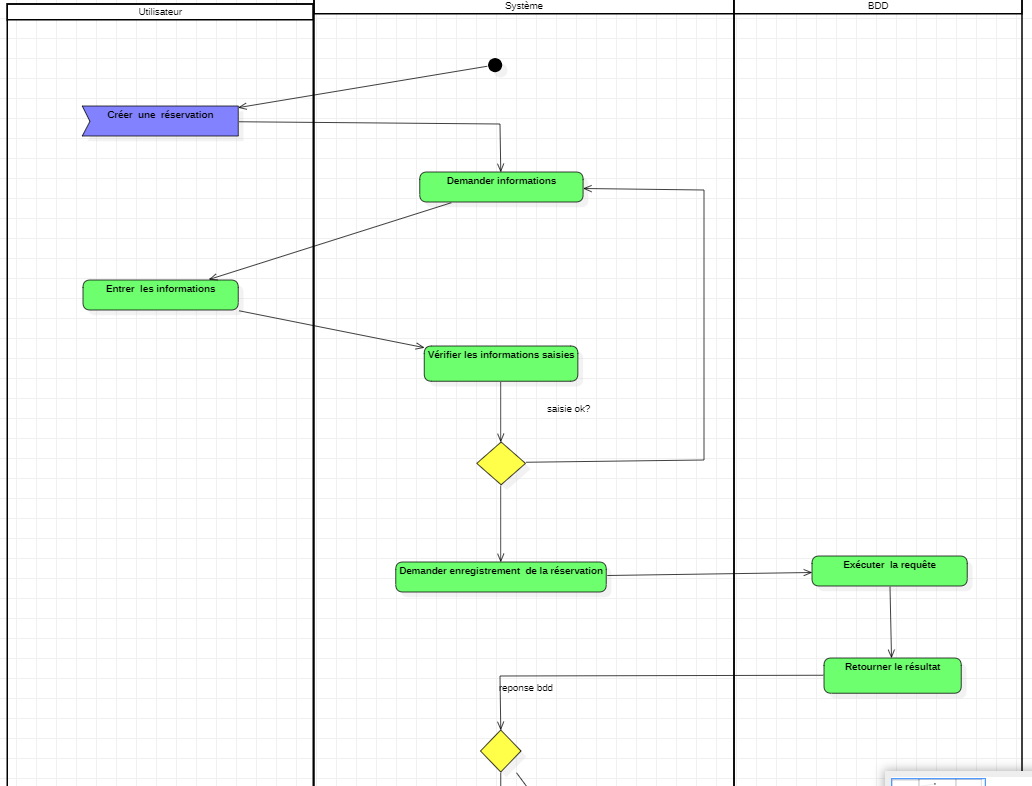 Utilisateur
Système
BDD
Créer une réservation
Demander informations
Entrer les informations
Vérifier les informations saisies
saisie ok?
Demander enregistrement de la réservation
Exécuter la requête
Retourner le résultat
reponse bdd